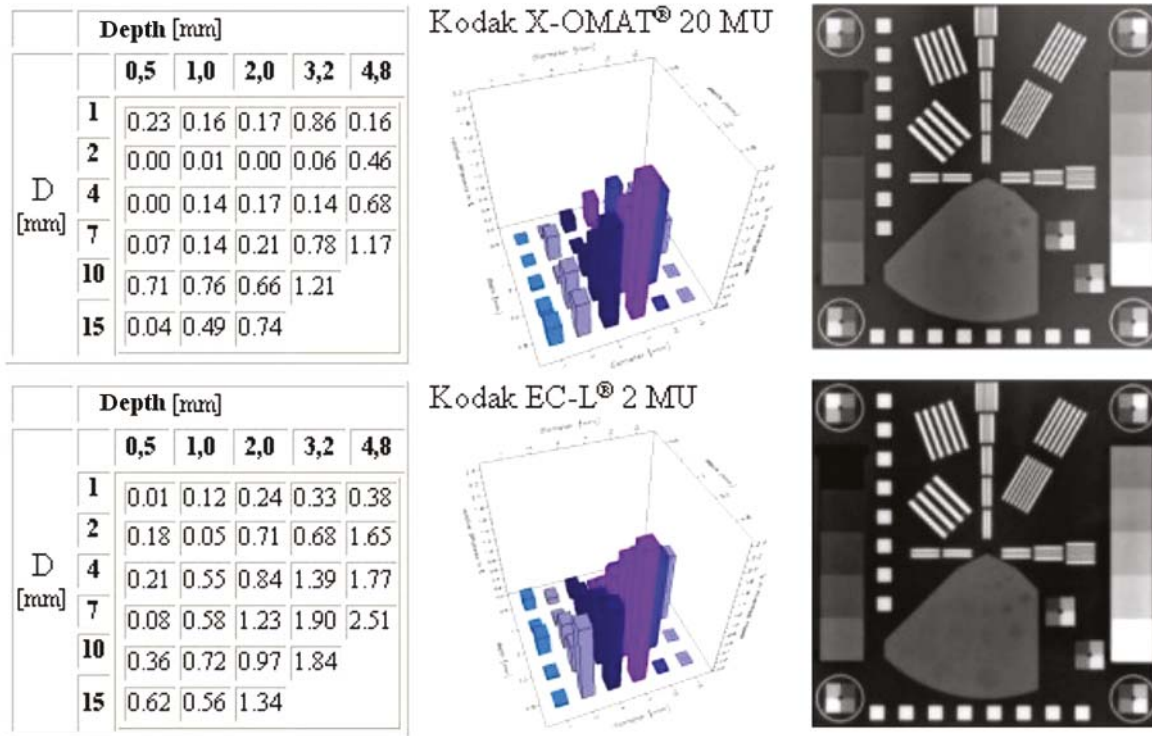 Depth [mm]
0,5 1,0 2,0 3,2 4,8
D
[mm]
1 0.23 0.16 0.17 0.86 0.16
2 0.00 0.01 0.00 0.06 0.46
4 0.00 0.14 0.17 0.14 0.68
7 0.07 0.14 0.21 0.78 1.17
10 0.71 0.76 0.66 1.21
15 0.04 0.49 0.74
Kodak X-OMAT® 20 MU
Depth [mm]
0,5 1,0 2,0 3,2 4,8
D
[mm]
1 0.01 0.12 0.24 0.33 0.38
2 0.18 0.05 0.71 0.68 1.65
4 0.21 0.55 0.84 1.39 1.77
7 0.08 0.58 1.23 1.90 2.51
10 0.36 0.72 0.97 1.84
15 0.62 0.56 1.34
Kodak EC-L® 2 MU